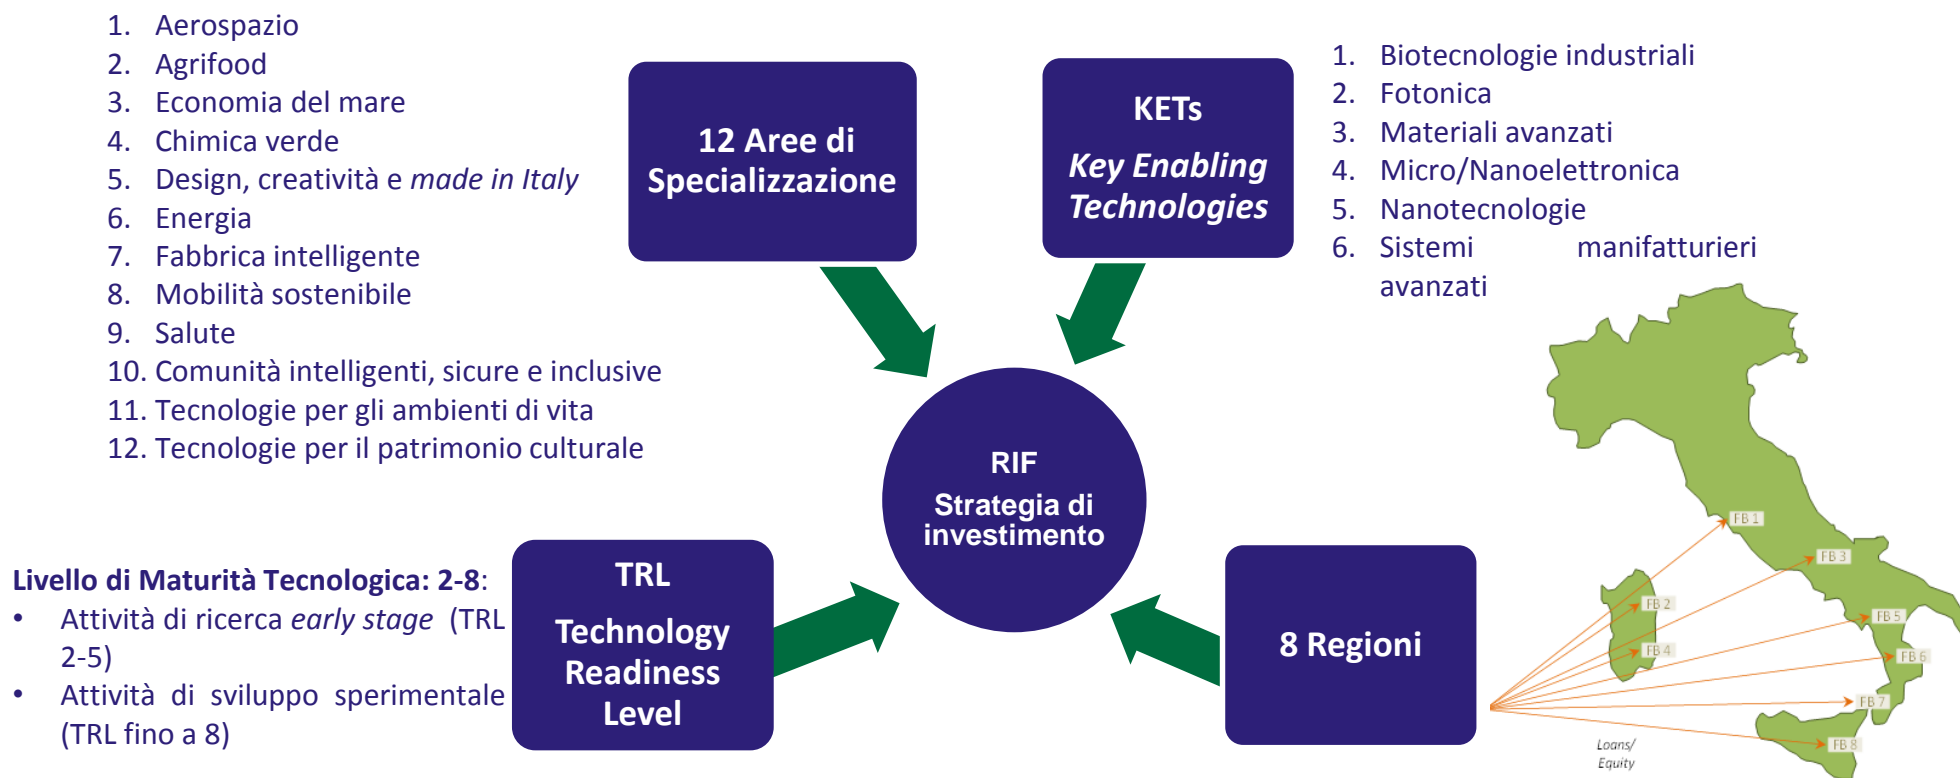 1. Aerospazio
2. Agrifood
3. Economia del mare
4. Chimica verde
5. Design, creatività e made in Italy
6. Energia
7. Fabbrica intelligente
8. Mobilità sostenibile
9. Salute
10. Comunità intelligenti, sicure e inclusive
11. Tecnologie per gli ambienti di vita
12. Tecnologie per il patrimonio culturale
12 Aree di
Specializzazione
KETs
Key Enabling
Technologies
1. Biotecnologie industriali
2. Fotonica
3. Materiali avanzati
4. Micro/Nanoelettronica
5. Nanotecnologie
6. Sistemi manifatturieri
avanzati
RIF
Strategia di
investimento
Livello di Maturità Tecnologica: 2-8:
• Attività di ricerca early stage (TRL
2-5)
• Attività di sviluppo sperimentale
(TRL fino a 8)
TRL
Technology
Readiness
Level
8 Regioni
FB 1
FB 3
FB 2
FB 5
FB 4
FB 6
FB 7
FB 8
Loans/
Equity